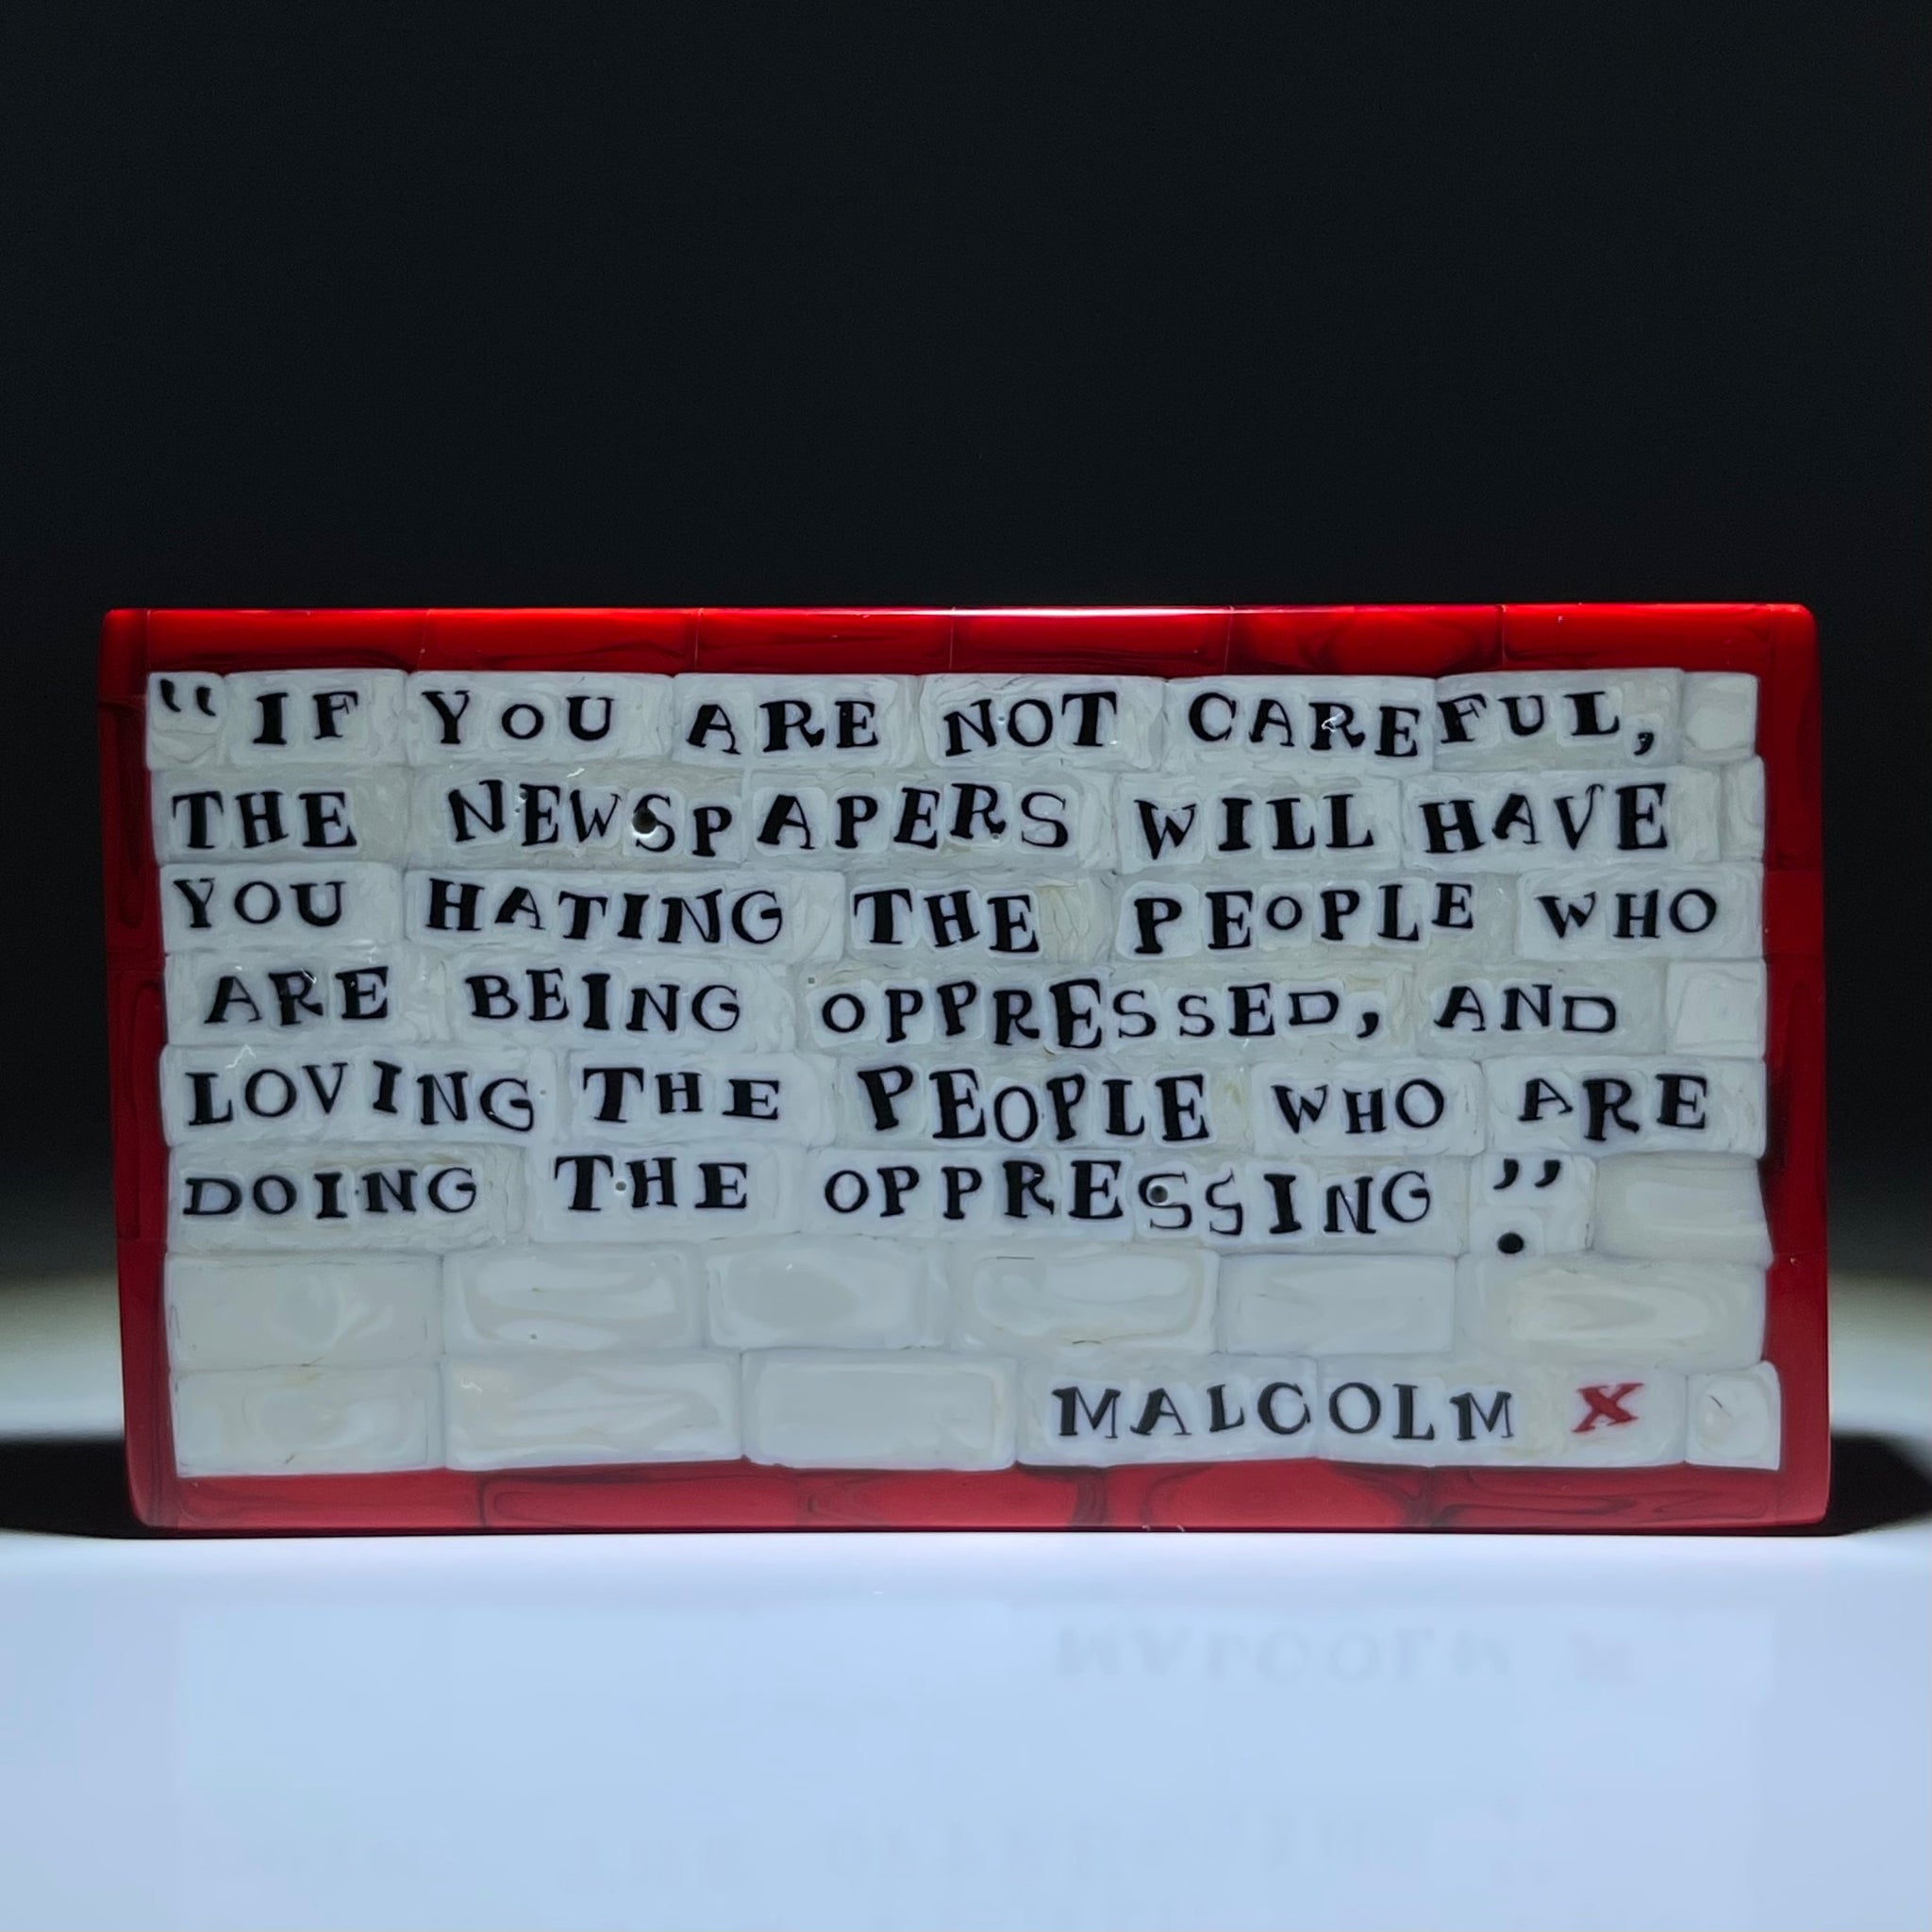 “IF YOU ARE NOT CAREFUL,
THE NEWSPAPERS WILL HAVE
YOU HATING THE PEOPLE WHO
ARE BEING OPPRESSED, AND
LOVING THE PEOPLE WHO ARE
DOING THE OPPRESSING.”
MALCOLM X